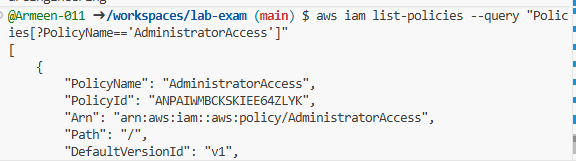 @Armeen-011 ➜/workspaces/lab-exam (main) $ aws iam list-policies --query "Polic
ies[?PolicyName=='AdministratorAccess']"
[
    {
        "PolicyName": "AdministratorAccess",
        "PolicyId": "ANPAIWMBCKSKIEE64ZLYK",
        "Arn": "arn:aws:iam::aws:policy/AdministratorAccess",
        "Path": "/",
        "DefaultVersionId": "v1",